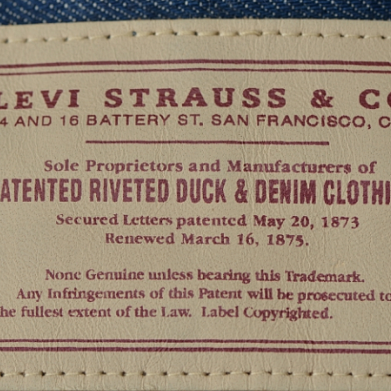 LEVI STRAUSS & CO
4 AND 16 BATTERY ST. SAN FRANCISCO, C
Sole Proprietors and Manufacturers of
ATENTED RIVETED DUCK & DENIM CLOTHI
Secured Letters patented May 20, 1873
Renewed March 16, 1875.
None Genuine unless bearing this Trademark.
Any Infringements of this Patent will be prosecuted to
he fullest extent of the Law. Label Copyrighted.